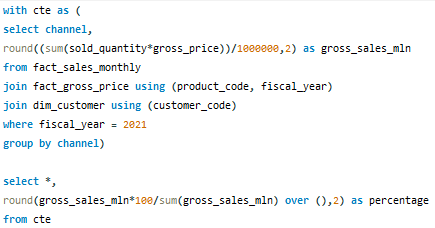 with cte as (
select channel,
round((sum(sold_quantity*gross_price))/1000000,2) as gross_sales_mln
from fact_sales_monthly
join fact_gross_price using (product_code, fiscal_year)
join dim_customer using (customer_code)
where fiscal_year = 2021
group by channel)

select *,
round(gross_sales_mln*100/sum(gross_sales_mln) over (),2) as percentage
from cte